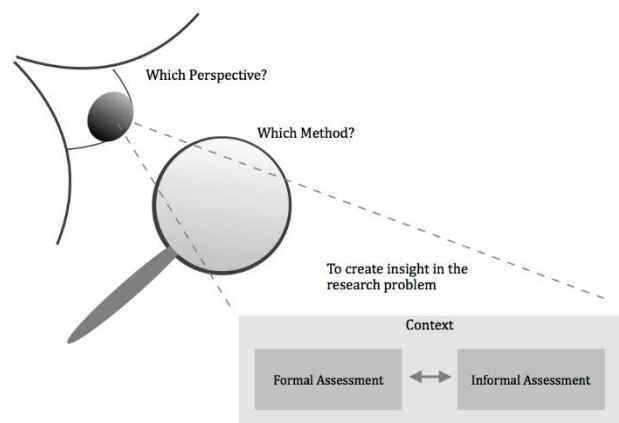 Which Perspective?
Which Method?
To create insight in the
research problem
Context
Formal Assessment
Informal Assessment